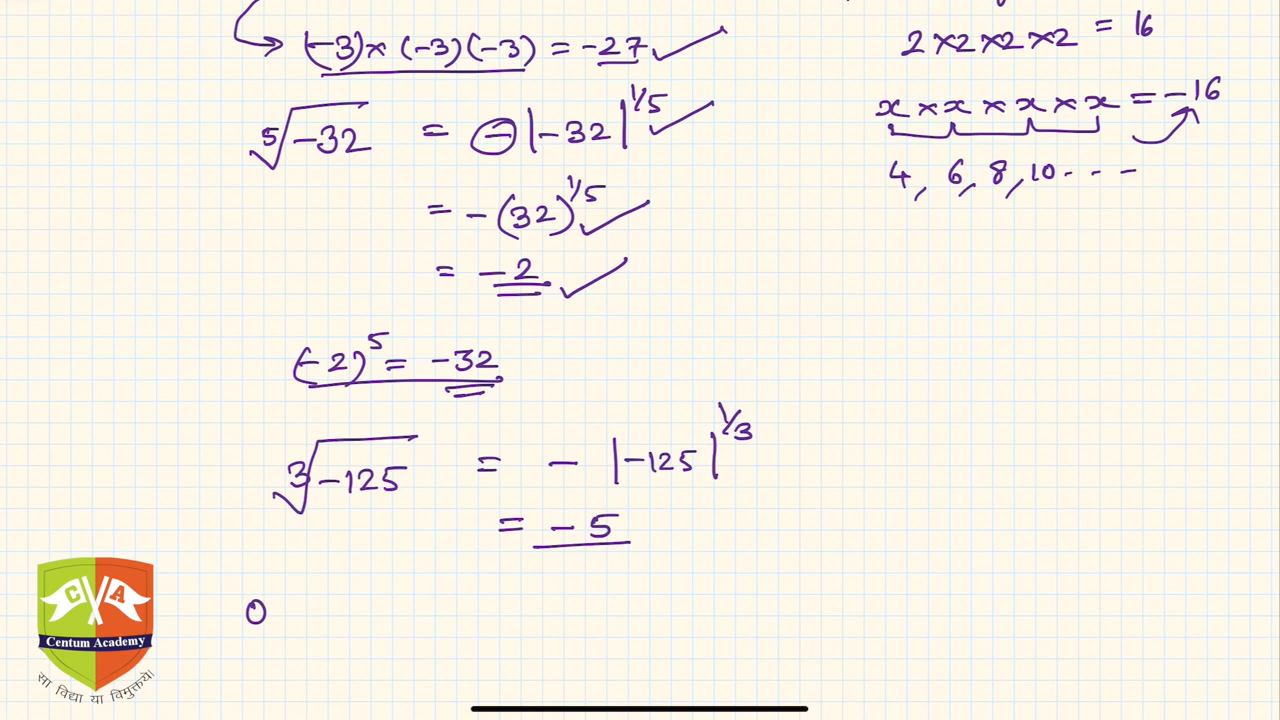 (-3)×(-3)(-3) = -27
⁵√-32 = -|-32|^1/5
= -(32)^1/5
= -2
(-2)⁵ = -32
³√-125 = - |-125|^1/3
= -5
0
2×2×2×2 = 16
x×x×x×x = -16
4, 6, 8, 10- - -
C A
Centum Academy
सा विद्या या विमुक्तये।